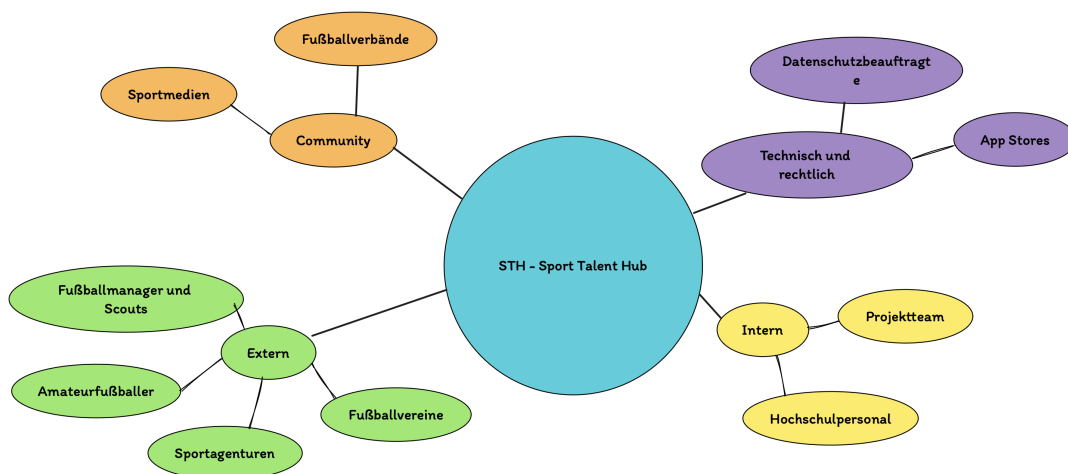 Fußballverbände
Sportmedien
Community
Datenschutzbeauftragt
e
Technisch und
rechtlich
App Stores
STH - Sport Talent Hub
Fußballmanager und
Scouts
Extern
Amateurfußballer
Fußballvereine
Sportagenturen
Intern
Projektteam
Hochschulpersonal